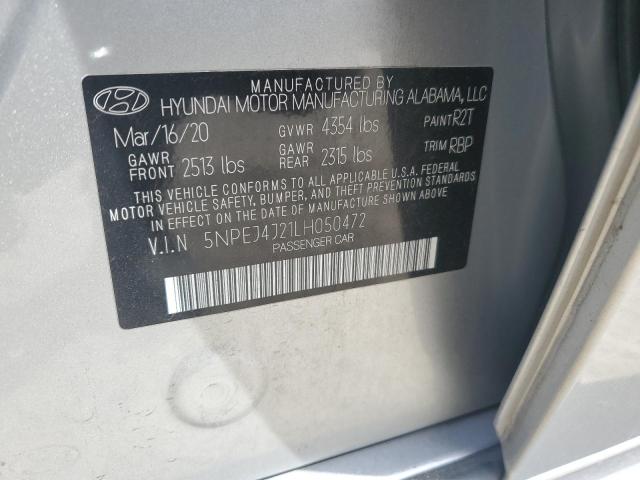 MANUFACTURED BY
HYUNDAI MOTOR MANUFACTURING ALABAMA, LLC
Mar/16/20 GVWR 4354 lbs PAINT R2T
GAWR FRONT 2513 lbs GAWR REAR 2315 lbs TRIM RBP
THIS VEHICLE CONFORMS TO ALL APPLICABLE U.S.A. FEDERAL
MOTOR VEHICLE SAFETY, BUMPER, AND THEFT PREVENTION STANDARDS
IN EFFECT ON THE DATE OF MANUFACTURE SHOWN ABOVE.
V.I.N 5NPEJ4J21LH050472
PASSENGER CAR